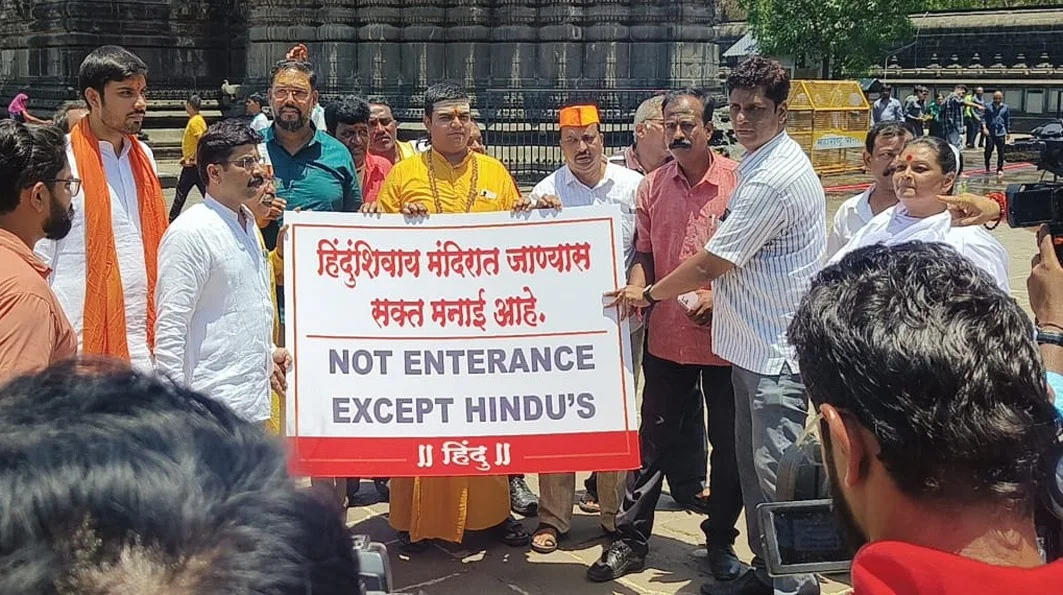 हिंदुंशिवाय मंदिरात जाण्यास
सक्त मनाई आहे.
NOT ENTERANCE
EXCEPT HINDU'S
॥ हिंदु ॥